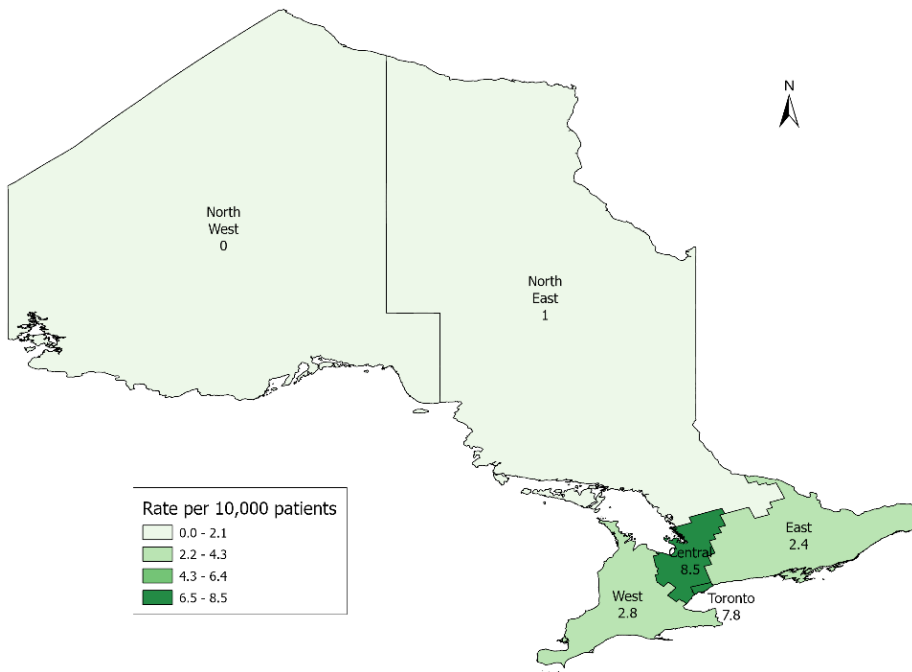 N
North
West
0
North
East
1
Rate per 10,000 patients
0.0 - 2.1
2.2 - 4.3
4.3 - 6.4
6.5 - 8.5
East
2.4
Central
8.5
West
2.8
Toronto
7.8